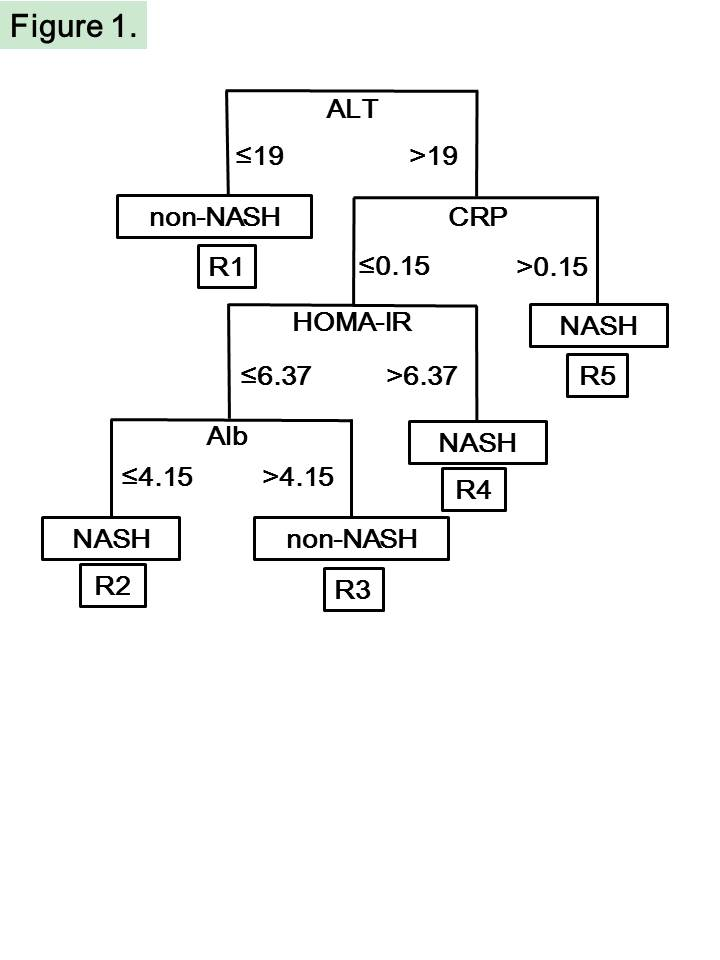 Figure 1.
ALT
≤19 >19
non-NASH
R1
CRP
≤0.15 >0.15
HOMA-IR
NASH
R5
≤6.37 >6.37
Alb
NASH
R4
≤4.15 >4.15
NASH
R2
non-NASH
R3